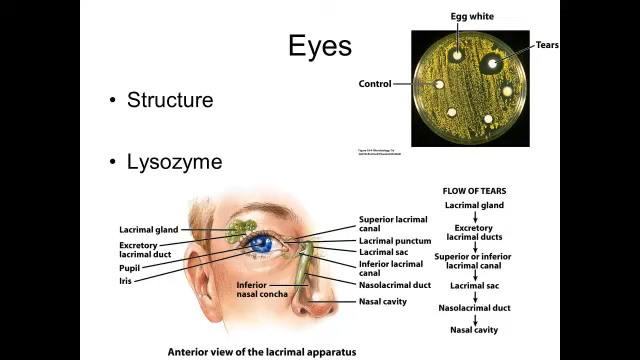 Eyes
• Structure
• Lysozyme
Egg white
Tears
Control
Lacrimal gland
Excretory
lacrimal duct
Pupil
Iris
Superior lacrimal
canal
Lacrimal punctum
Lacrimal sac
Inferior lacrimal
canal
Nasolacrimal duct
Nasal cavity
Inferior
nasal concha
Anterior view of the lacrimal apparatus
FLOW OF TEARS
Lacrimal gland
Excretory
lacrimal ducts
Superior or inferior
lacrimal canal
Lacrimal sac
Nasolacrimal duct
Nasal cavity